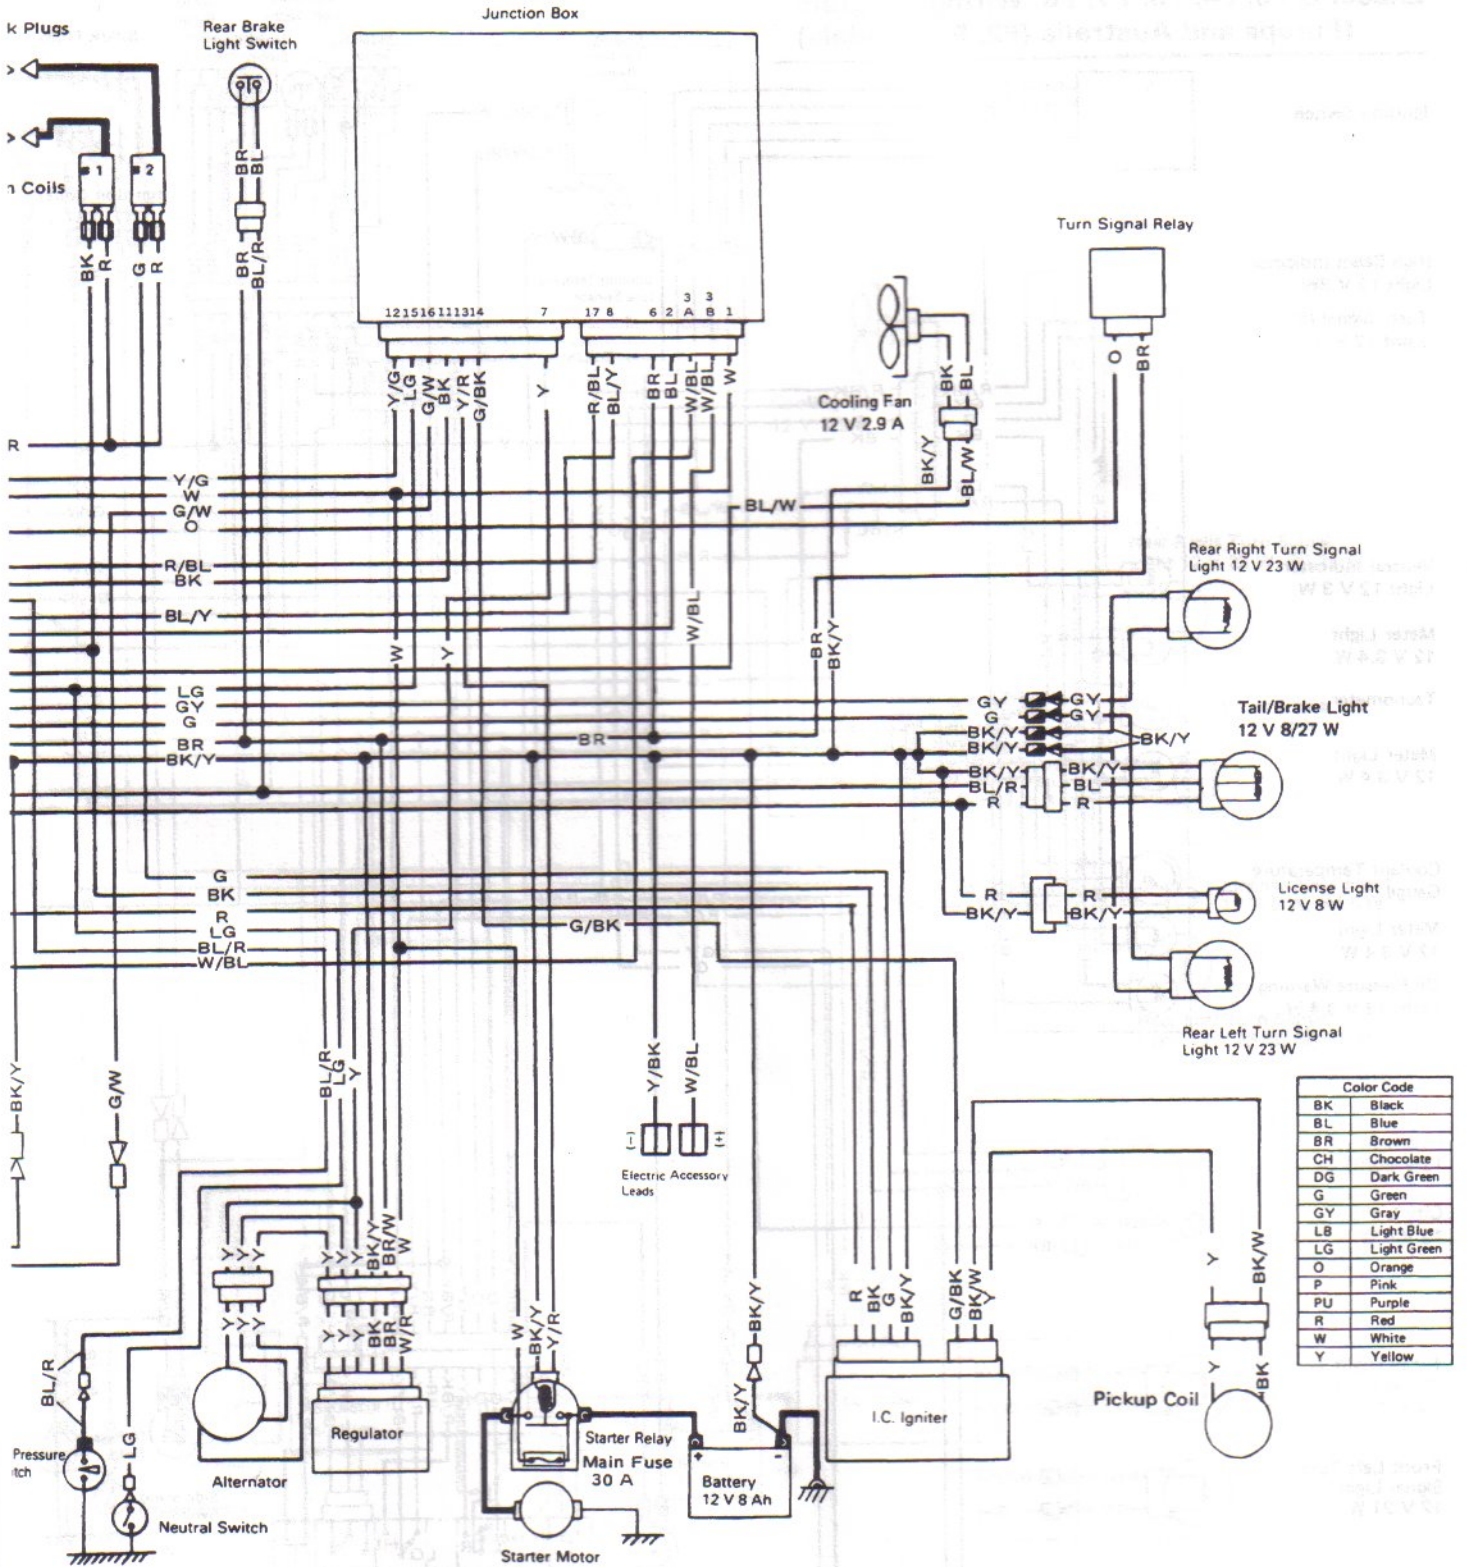 Junction Box
k Plugs
Rear Brake
Light Switch
1
2
n Coils
BR
BL
BK
R
G
R
BR
BL/R
Turn Signal Relay
12 15 16 11 13 14
7
17 8
6 2
3
A
3
B
1
Y/G
LG
G/W
BK
Y/R
G/BK
Y
R/BL
BL/Y
BR
BL
W/BL
W/BL
W
Cooling Fan
12 V 2.9 A
BK
BL
BK/Y
BL/W
O
BR
R
Y/G
W
G/W
O
BL/W
R/BL
BK
BL/Y
W
Y
W/BL
BR
BK/Y
Rear Right Turn Signal
Light 12 V 23 W
LG
GY
G
BR
BK/Y
BR
GY
GY
G
GY
BK/Y
BK/Y
BK/Y
BK/Y
BK/Y
BL/R
BL
R
R
Tail/Brake Light
12 V 8/27 W
G
BK
R
LG
BL/R
W/BL
G/BK
R
R
BK/Y
BK/Y
License Light
12 V 8 W
Rear Left Turn Signal
Light 12 V 23 W
BK/Y
G/W
BL/R
LG
Y
Y/BK
W/BL
(-)
(+)
Electric Accessory
Leads
Color Code
BK Black
BL Blue
BR Brown
CH Chocolate
DG Dark Green
G Green
GY Gray
LB Light Blue
LG Light Green
O Orange
P Pink
PU Purple
R Red
W White
Y Yellow
Y
Y
Y
Y
Y
Y
BK/Y
BR/W
W
Y
Y
Y
Y
Y
Y
BK
BR
W/R
W
BK/Y
Y/R
BK/Y
BK/Y
R
BK
G
BK/Y
G/BK
BK/W
Y
Y
BK/W
Y
BK
BL/R
LG
Pressure
tch
Neutral Switch
Alternator
Regulator
Starter Relay
Main Fuse
30 A
Starter Motor
+
-
Battery
12 V 8 Ah
I.C. Igniter
Pickup Coil